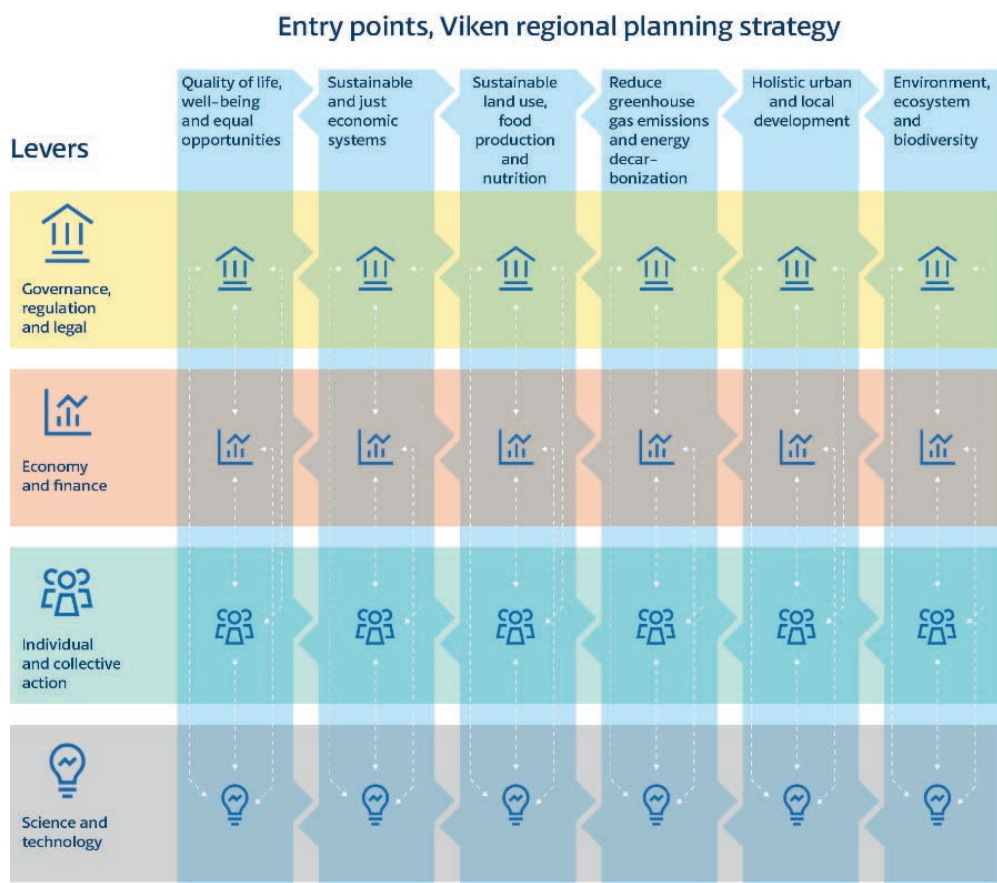 Entry points, Viken regional planning strategy
Quality of life,
well-being
and equal
opportunities
Sustainable
and just
economic
systems
Sustainable
land use,
food
production
and
nutrition
Reduce
greenhouse
gas emissions
and energy
decar-
bonization
Holistic urban
and local
development
Environment,
ecosystem
and
biodiversity
Levers
Governance,
regulation
and legal
Economy
and finance
Individual
and collective
action
Science and
technology